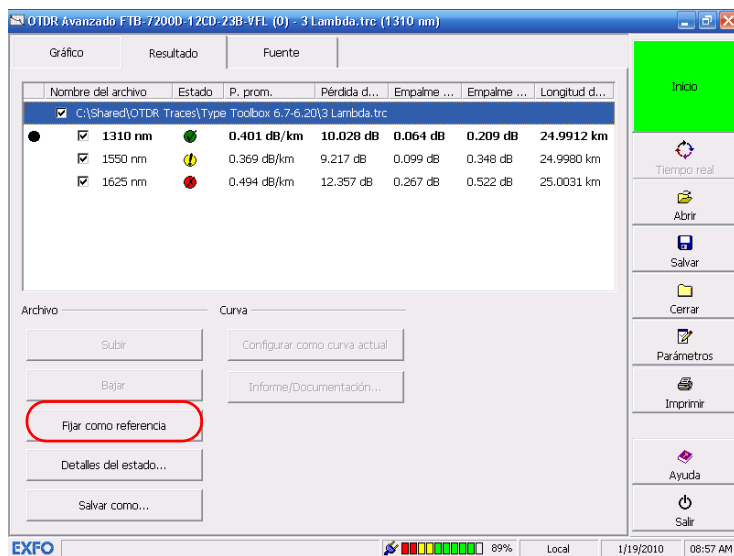 OTDR Avanzado FTB-7200D-12CD-23B-VFL (0) - 3 Lambda.trc (1310 nm)
Gráfico
Resultado
Fuente
Nombre del archivo Estado P. prom. Pérdida d... Empalme ... Empalme ... Longitud d...
C:\Shared\OTDR Traces\Type Toolbox 6.7-6.20\3 Lambda.trc
1310 nm 0.401 dB/km 10.028 dB 0.064 dB 0.209 dB 24.9912 km
1550 nm 0.369 dB/km 9.217 dB 0.099 dB 0.348 dB 24.9980 km
1625 nm 0.494 dB/km 12.357 dB 0.267 dB 0.522 dB 25.0031 km
Archivo
Subir
Bajar
Fijar como referencia
Detalles del estado...
Salvar como...
Curva
Configurar como curva actual
Informe/Documentación...
Inicio
Tiempo real
Abrir
Salvar
Cerrar
Parámetros
Imprimir
Ayuda
Salir
EXFO 89% Local 1/19/2010 08:57 AM